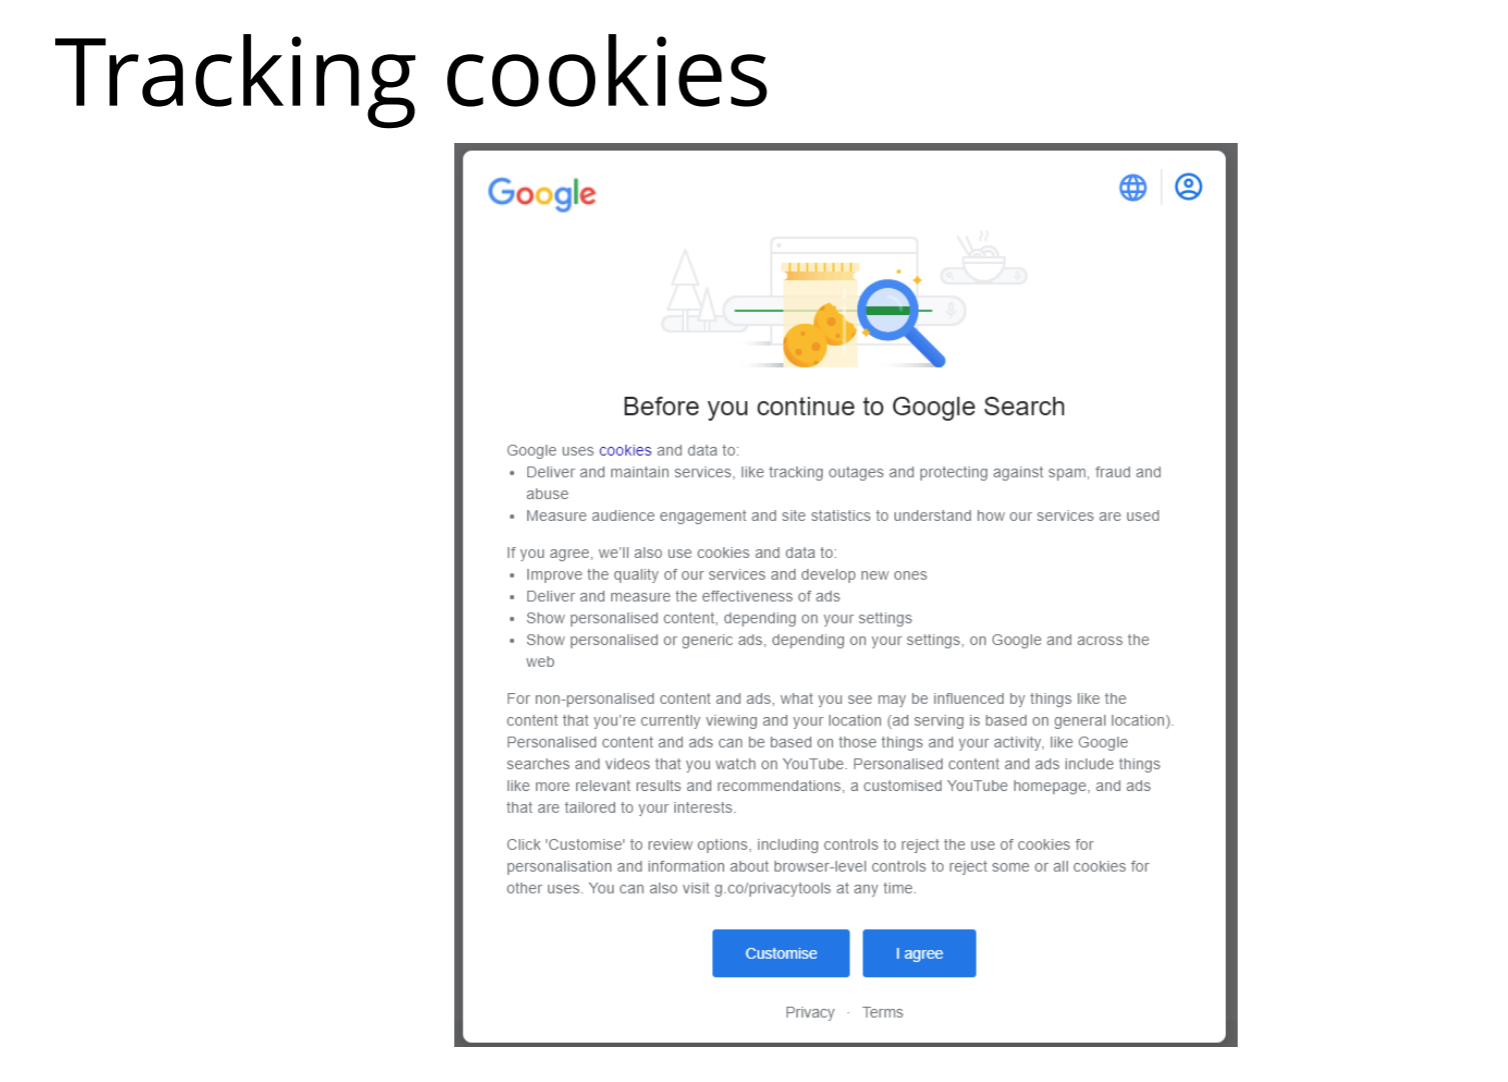 Tracking cookies
Google
Before you continue to Google Search
Google uses cookies and data to:
• Deliver and maintain services, like tracking outages and protecting against spam, fraud and
abuse
• Measure audience engagement and site statistics to understand how our services are used
If you agree, we'll also use cookies and data to:
• Improve the quality of our services and develop new ones
• Deliver and measure the effectiveness of ads
• Show personalised content, depending on your settings
• Show personalised or generic ads, depending on your settings, on Google and across the
web
For non-personalised content and ads, what you see may be influenced by things like the
content that you're currently viewing and your location (ad serving is based on general location).
Personalised content and ads can be based on those things and your activity, like Google
searches and videos that you watch on YouTube. Personalised content and ads include things
like more relevant results and recommendations, a customised YouTube homepage, and ads
that are tailored to your interests.
Click 'Customise' to review options, including controls to reject the use of cookies for
personalisation and information about browser-level controls to reject some or all cookies for
other uses. You can also visit g.co/privacytools at any time.
Customise I agree
Privacy · Terms